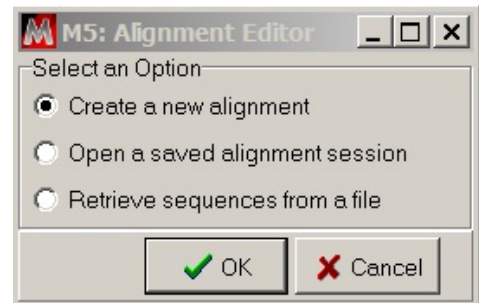 M5: Alignment Editor
Select an Option
Create a new alignment
Open a saved alignment session
Retrieve sequences from a file
OK Cancel